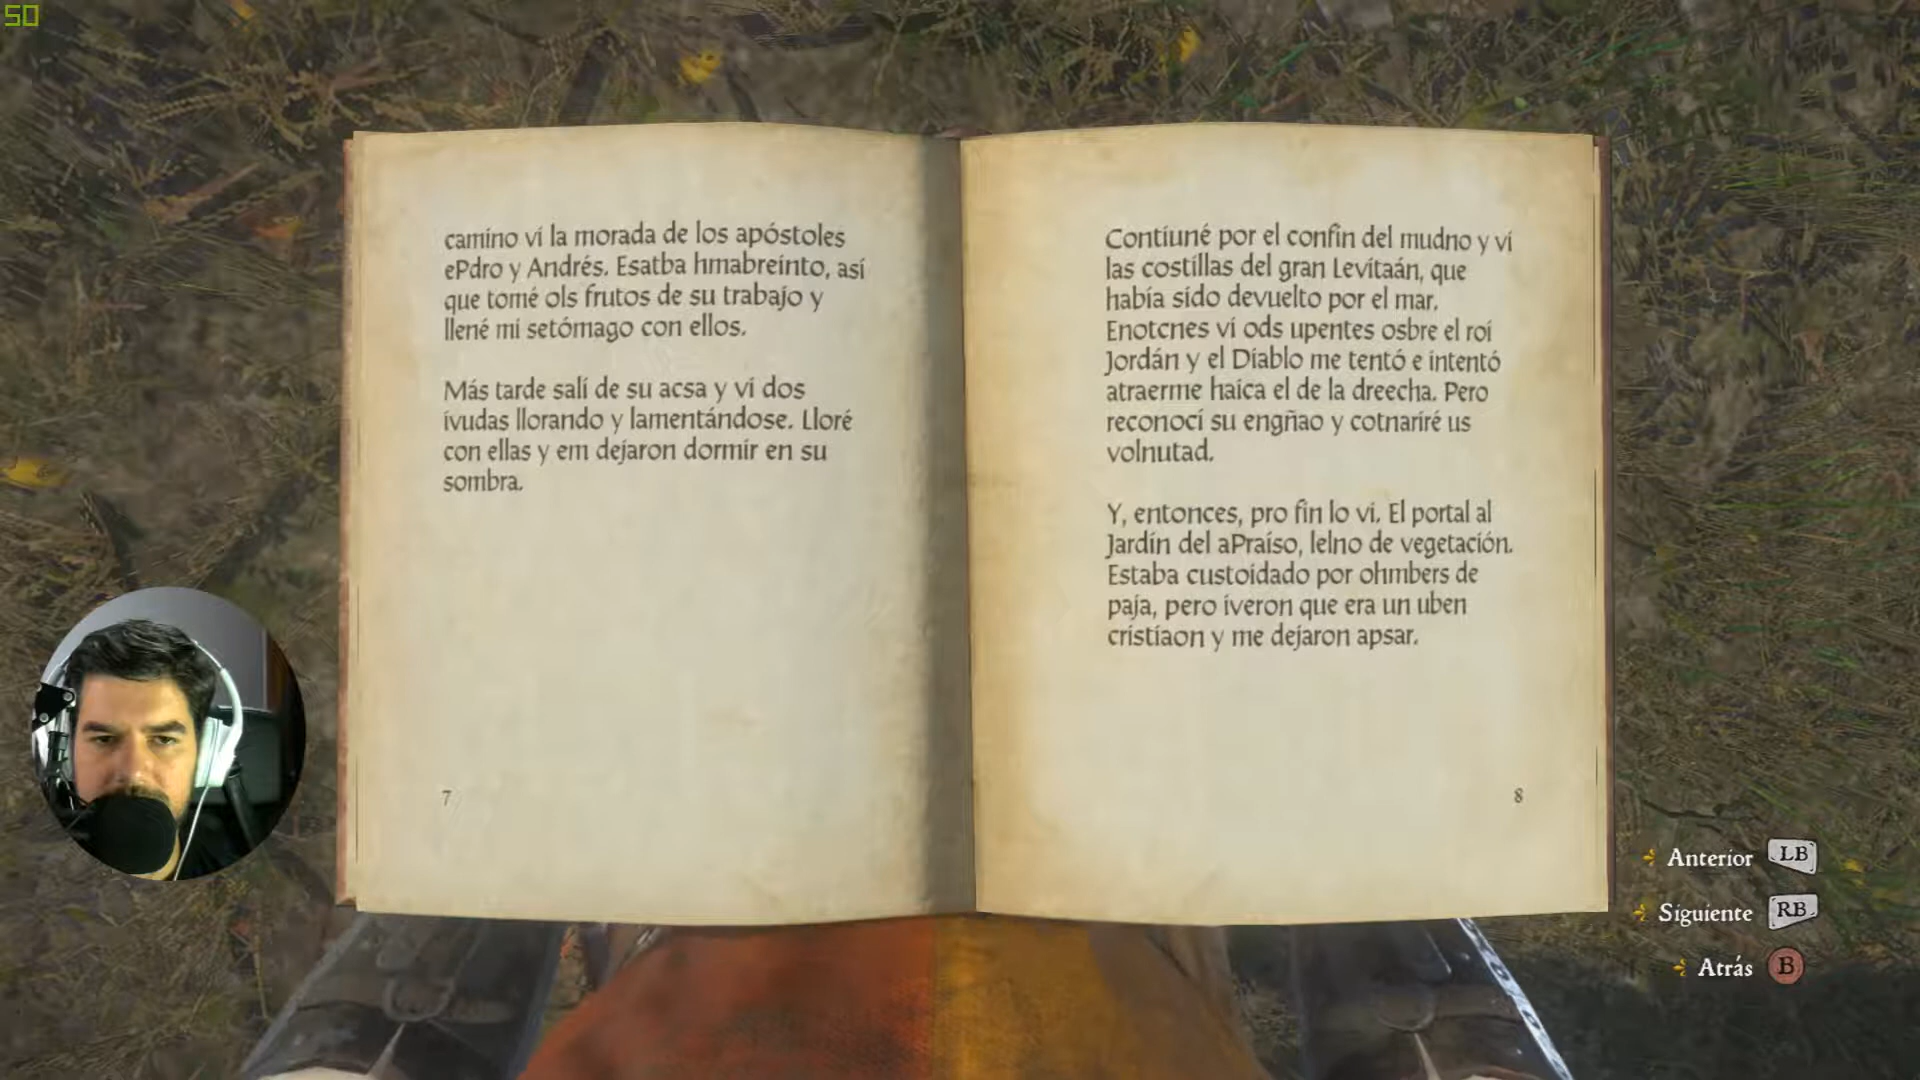 50
camino vi la morada de los apóstoles
ePdro y Andrés. Esatba hmabreinto, así
que tomé ols frutos de su trabajo y
llené mi setómago con ellos.
Más tarde salí de su acsa y vi dos
ivudas llorando y lamentándose. Lloré
con ellas y em dejaron dormir en su
sombra.
7
Contiuné por el confín del mudno y vi
las costillas del gran Levitaán, que
había sido devuelto por el mar.
Enotcnes vi ods upentes osbre el roi
Jordán y el Diablo me tentó e intentó
atraerme haica el de la dreecha. Pero
reconocí su engñao y cotnariré us
volnutad.
Y, entonces, pro fin lo vi. El portal al
Jardín del aPraíso, lelno de vegetación.
Estaba custoidado por ohmbers de
paja, pero iveron que era un uben
cristiaon y me dejaron apsar.
8
Anterior LB
Siguiente RB
Atrás B